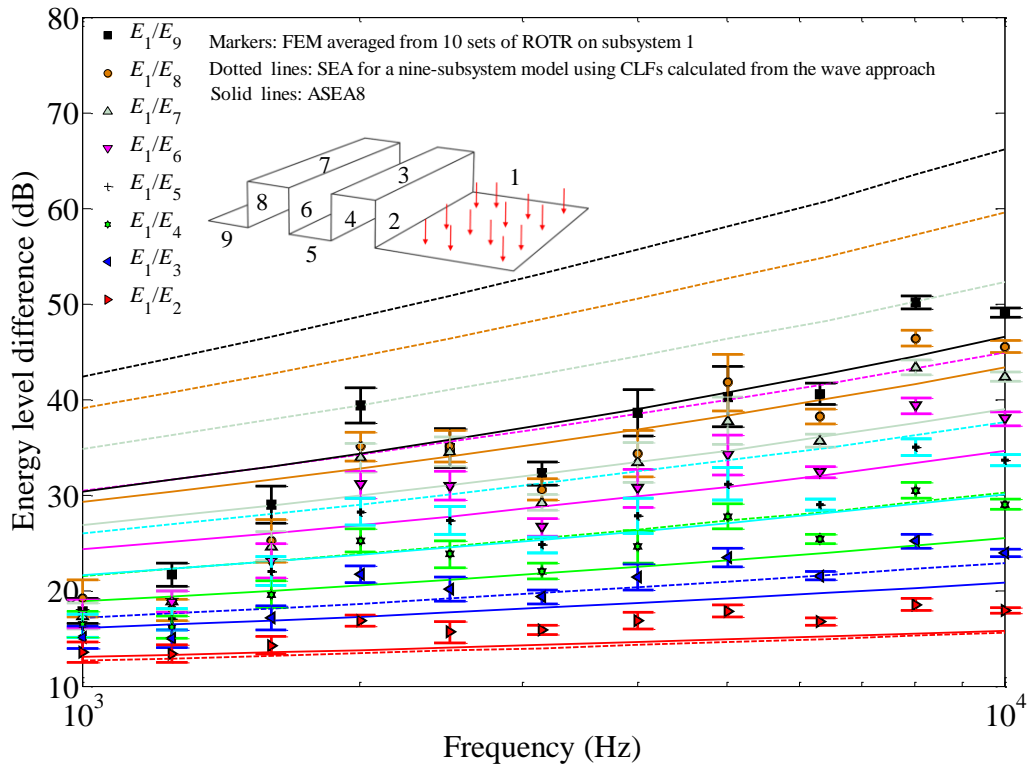 80
70
60
50
40
30
20
10
Energy level difference (dB)
E1/E9
E1/E8
E1/E7
E1/E6
E1/E5
E1/E4
E1/E3
E1/E2
Markers: FEM averaged from 10 sets of ROTR on subsystem 1
Dotted lines: SEA for a nine-subsystem model using CLFs calculated from the wave approach
Solid lines: ASEA8
7
3
1
8
6
4
2
9
5
10^3
10^4
Frequency (Hz)